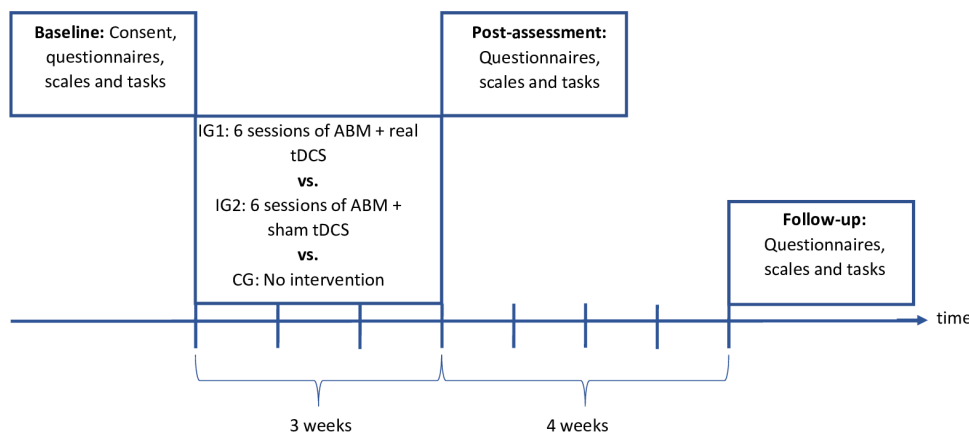 Baseline: Consent,
questionnaires,
scales and tasks
Post-assessment:
Questionnaires,
scales and tasks
IG1: 6 sessions of ABM + real
tDCS
vs.
IG2: 6 sessions of ABM +
sham tDCS
vs.
CG: No intervention
Follow-up:
Questionnaires,
scales and tasks
time
3 weeks
4 weeks